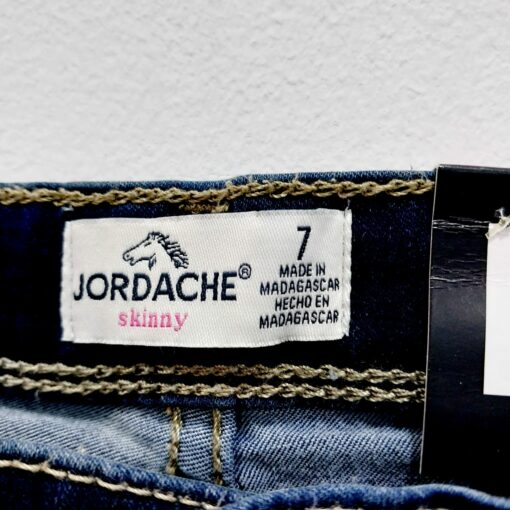 JORDACHE®
skinny
7
MADE IN
MADAGASCAR
HECHO EN
MADAGASCAR